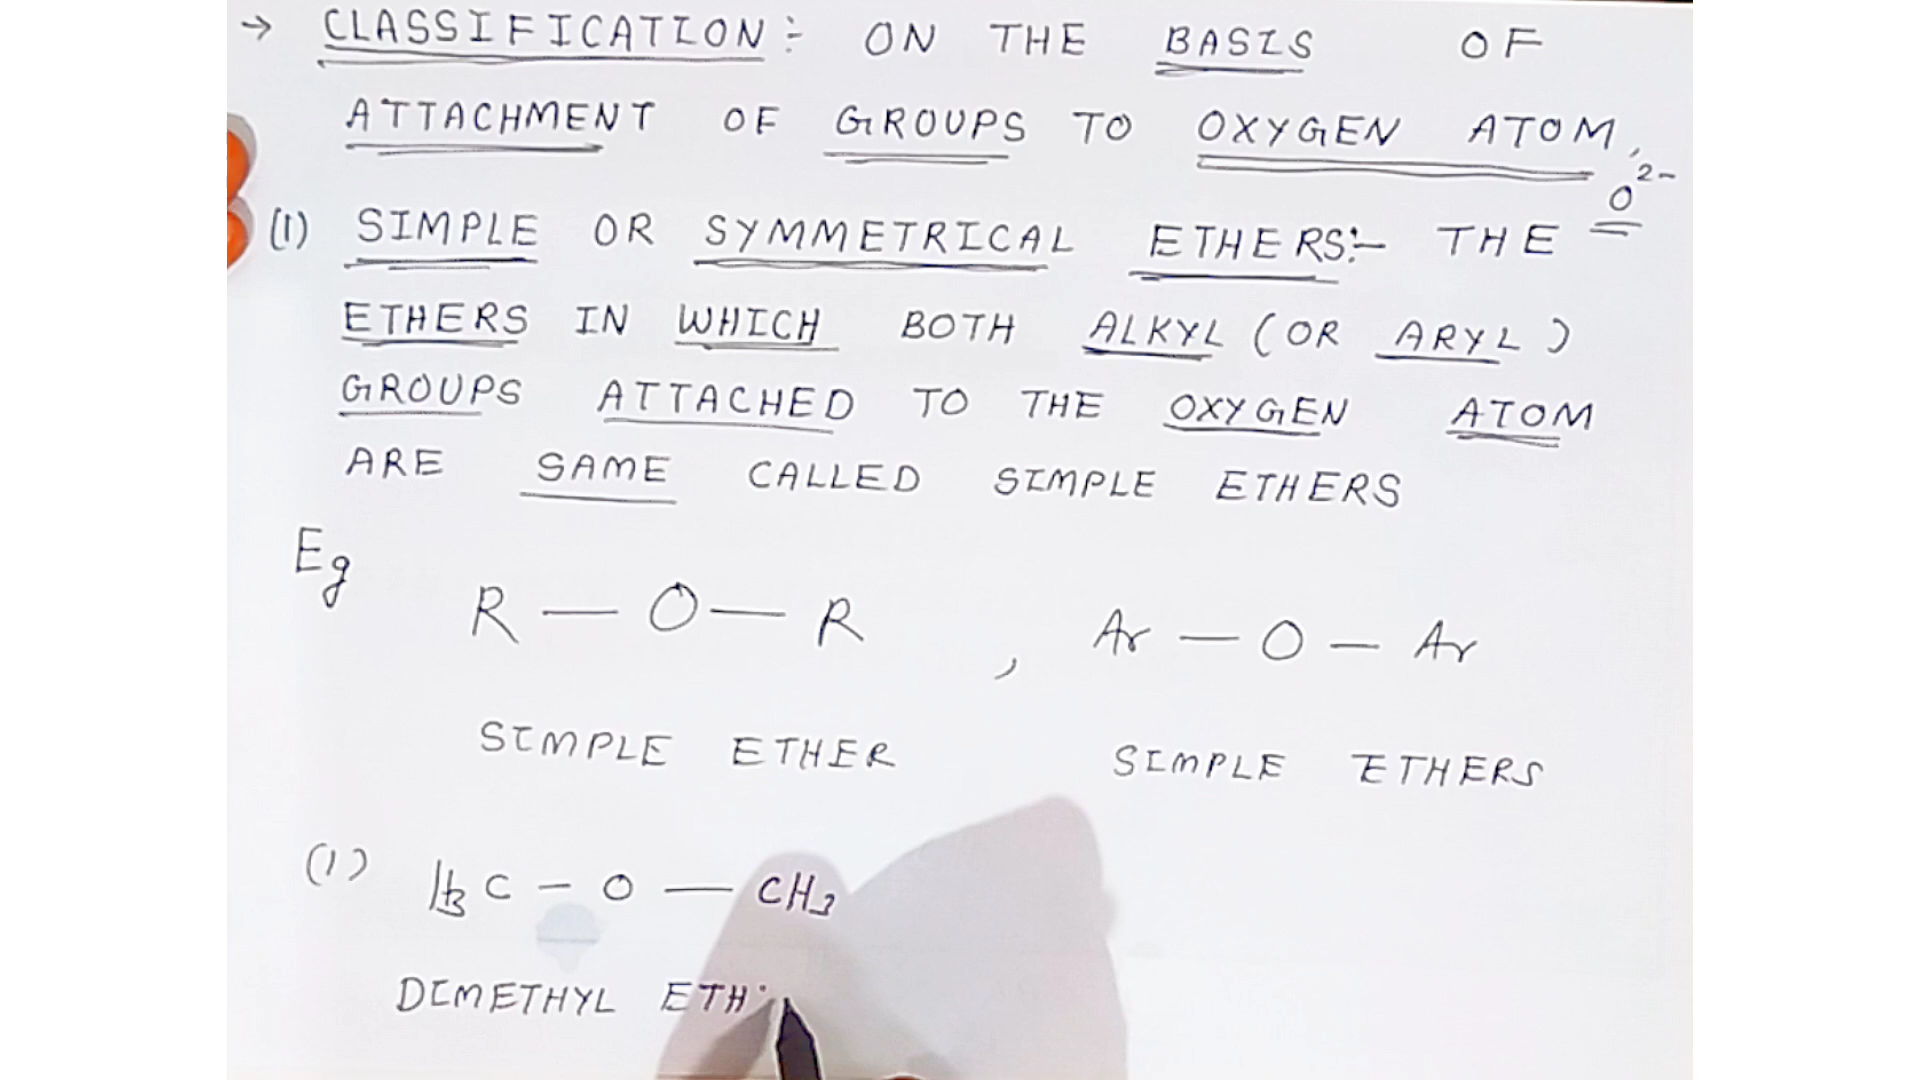 → CLASSIFICATION:- ON THE BASIS OF
ATTACHMENT OF GROUPS TO OXYGEN ATOM,
O²⁻
(1) SIMPLE OR SYMMETRICAL ETHERS:- THE
ETHERS IN WHICH BOTH ALKYL (OR ARYL)
GROUPS ATTACHED TO THE OXYGEN ATOM
ARE SAME CALLED SIMPLE ETHERS
Eg
R — O — R , Ar — O — Ar
SIMPLE ETHER SIMPLE ETHERS
(1) H₃C — O — CH₃
DIMETHYL ETH